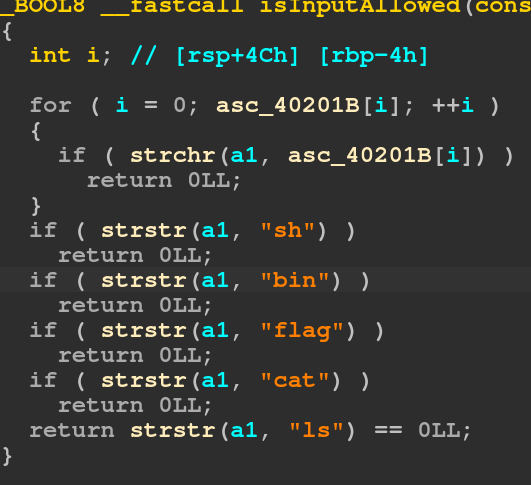 _BOOL8 __fastcall isInputAllowed(cons
{
int i; // [rsp+4Ch] [rbp-4h]
for ( i = 0; asc_40201B[i]; ++i )
{
if ( strchr(a1, asc_40201B[i]) )
return 0LL;
}
if ( strstr(a1, "sh") )
return 0LL;
if ( strstr(a1, "bin") )
return 0LL;
if ( strstr(a1, "flag") )
return 0LL;
if ( strstr(a1, "cat") )
return 0LL;
return strstr(a1, "ls") == 0LL;
}